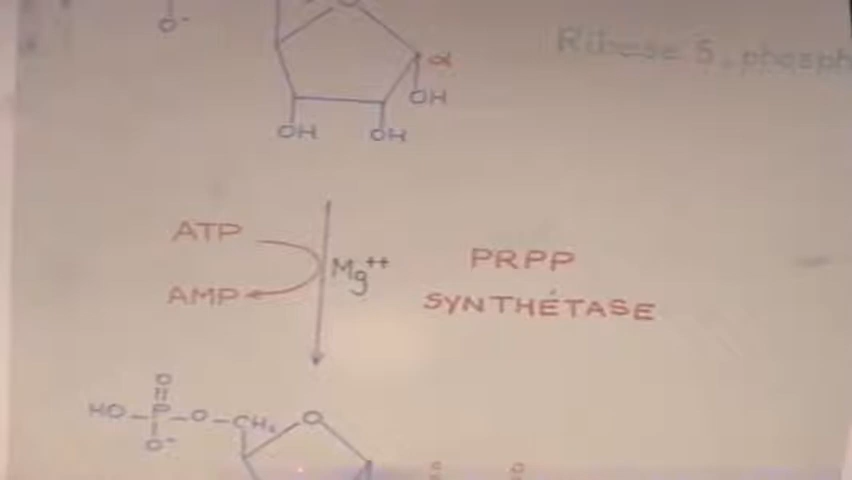 O⁻
Ribose 5-phosph
α
OH
OH
OH
ATP
Mg⁺⁺
PRPP
AMP
SYNTHÉTASE
O
HO-P-O-CH₂
O
O⁻